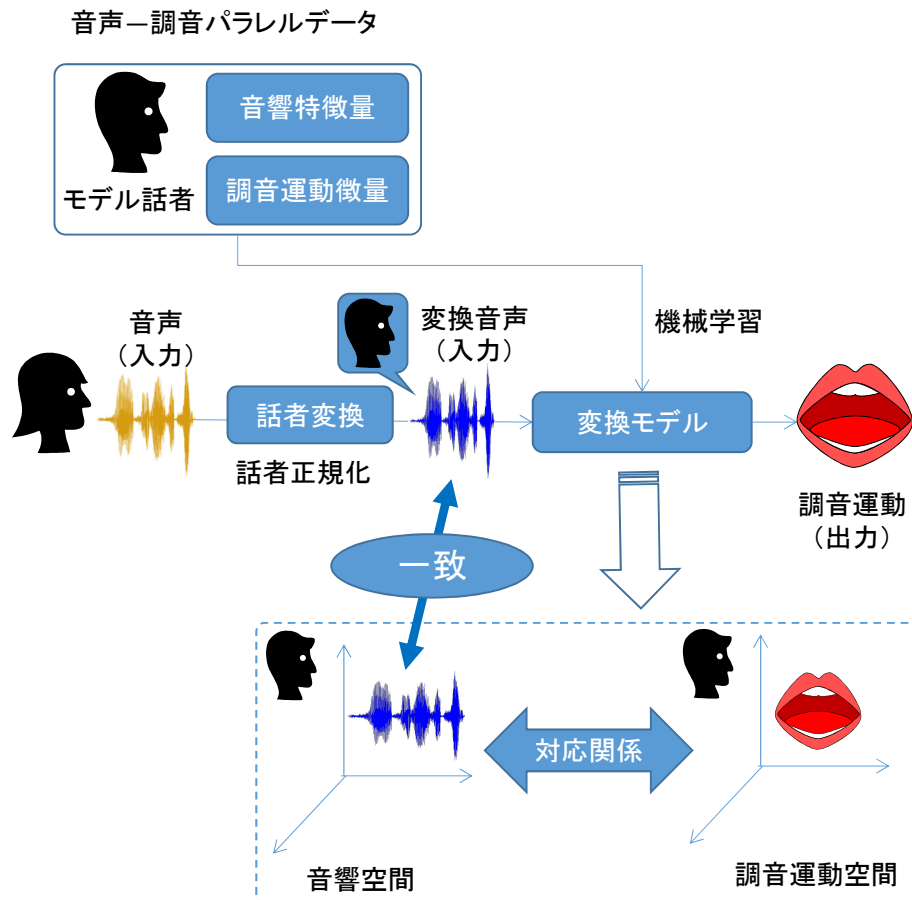 音声―調音パラレルデータ
音響特徴量
調音運動徴量
モデル話者
音声
（入力）
変換音声
（入力）
機械学習
話者変換
変換モデル
話者正規化
調音運動
（出力）
一致
対応関係
音響空間
調音運動空間